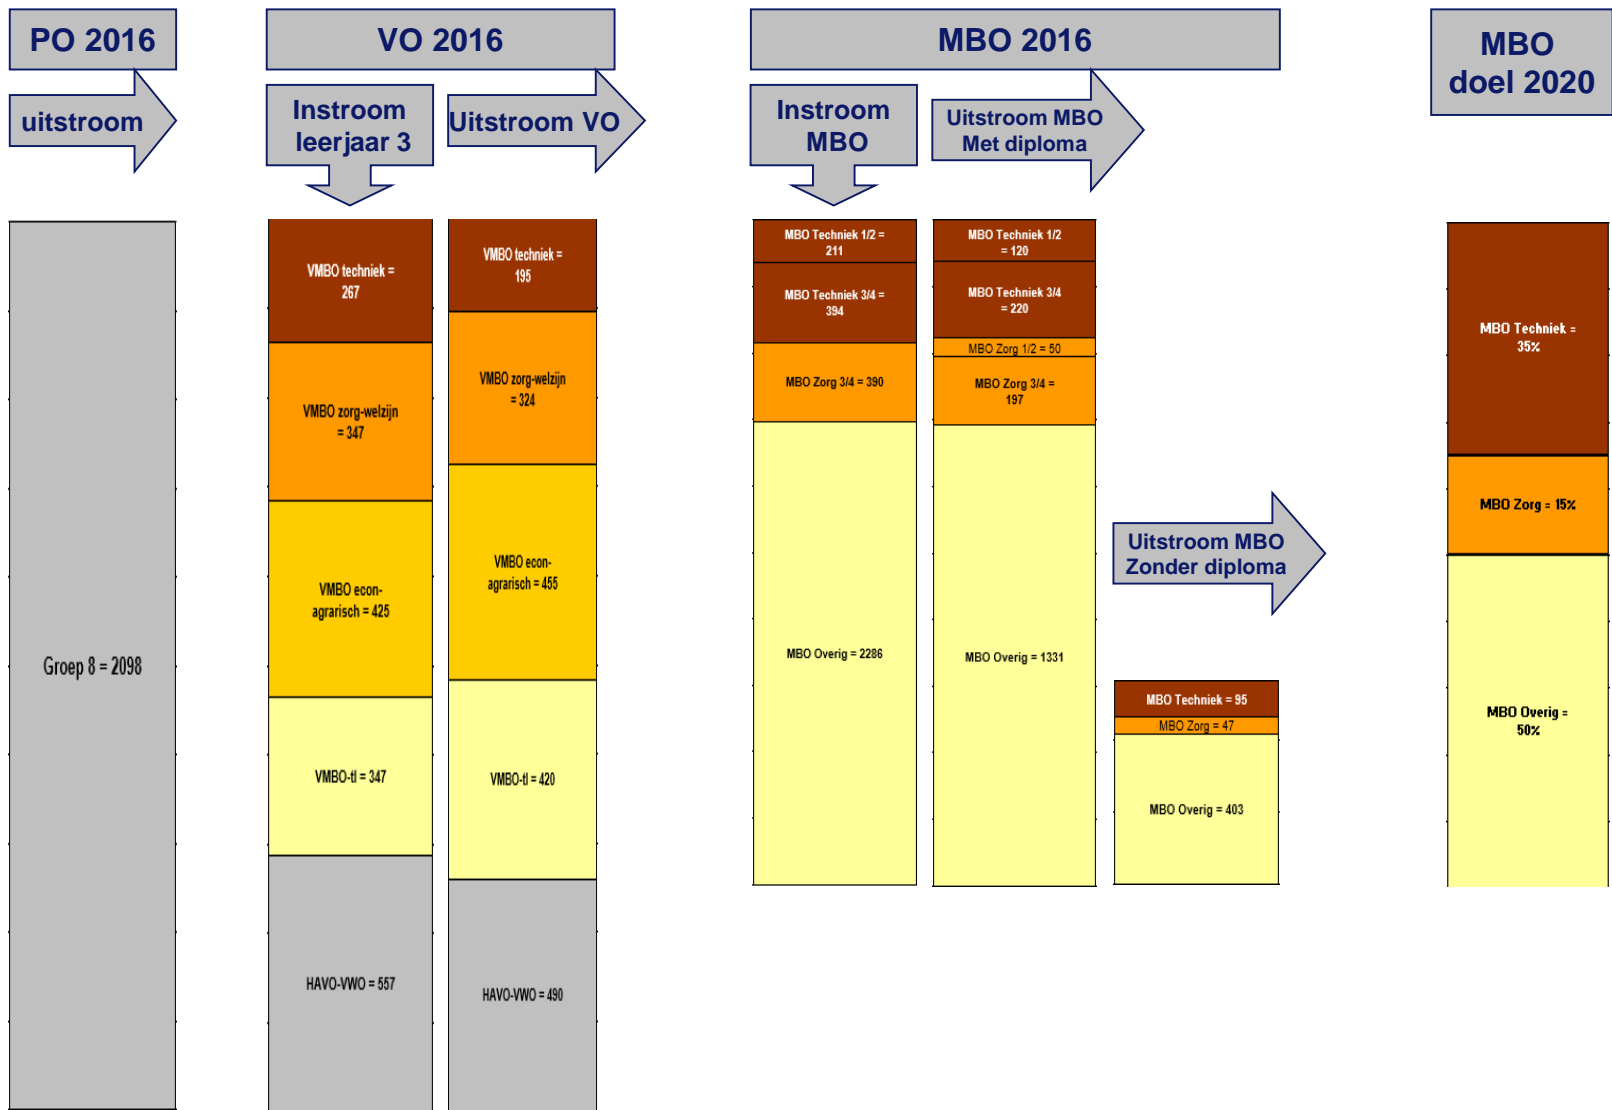 PO 2016
VO 2016
MBO 2016
MBO
doel 2020
uitstroom
Instroom
leerjaar 3
Uitstroom VO
Instroom
MBO
Uitstroom MBO
Met diploma
Groep 8 = 2098
VMBO techniek =
267
VMBO zorg-welzijn
= 347
VMBO econ-
agrarisch = 425
VMBO-tl = 347
HAVO-VWO = 557
VMBO techniek =
195
VMBO zorg-welzijn
= 324
VMBO econ-
agrarisch = 455
VMBO-tl = 420
HAVO-VWO = 490
MBO Techniek 1/2 =
211
MBO Techniek 3/4 =
394
MBO Zorg 3/4 = 390
MBO Overig = 2286
MBO Techniek 1/2
= 120
MBO Techniek 3/4
= 220
MBO Zorg 1/2 = 50
MBO Zorg 3/4 =
197
MBO Overig = 1331
Uitstroom MBO
Zonder diploma
MBO Techniek = 95
MBO Zorg = 47
MBO Overig = 403
MBO Techniek =
35%
MBO Zorg = 15%
MBO Overig =
50%